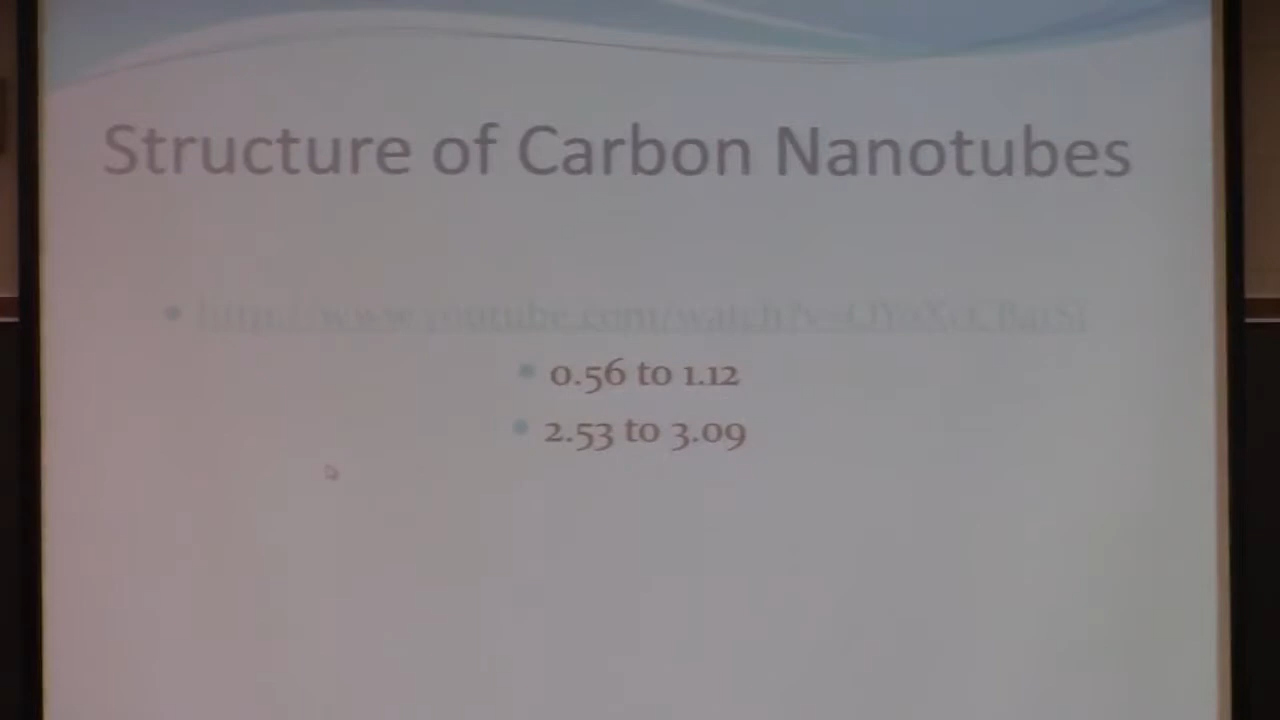 Structure of Carbon Nanotubes
0.56 to 1.12
2.53 to 3.09